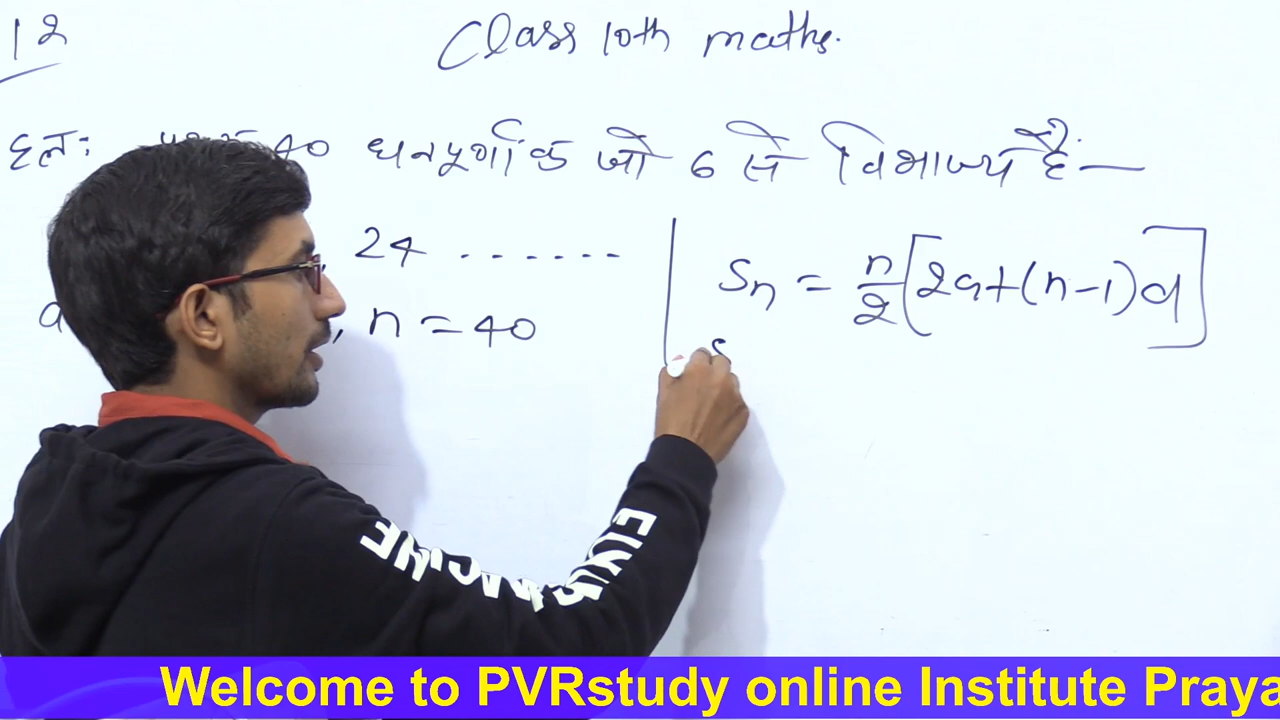 12
Class 10th maths.
हल: 40 धनपूर्णांक जो 6 से विभाज्य हैं—
24 .......
Sn = n/2 [2a+(n-1)d]
a , n = 40
S
Welcome to PVRstudy online Institute Praya